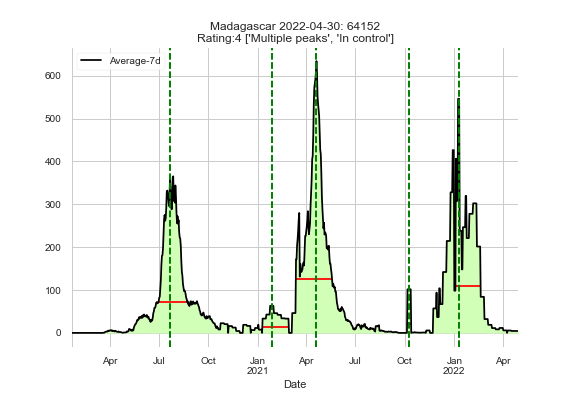 Madagascar 2022-04-30: 64152
Rating:4 ['Multiple peaks', 'In control']
Average-7d
600
500
400
300
200
100
0
Apr Jul Oct Jan Apr Jul Oct Jan Apr
2021 2022
Date